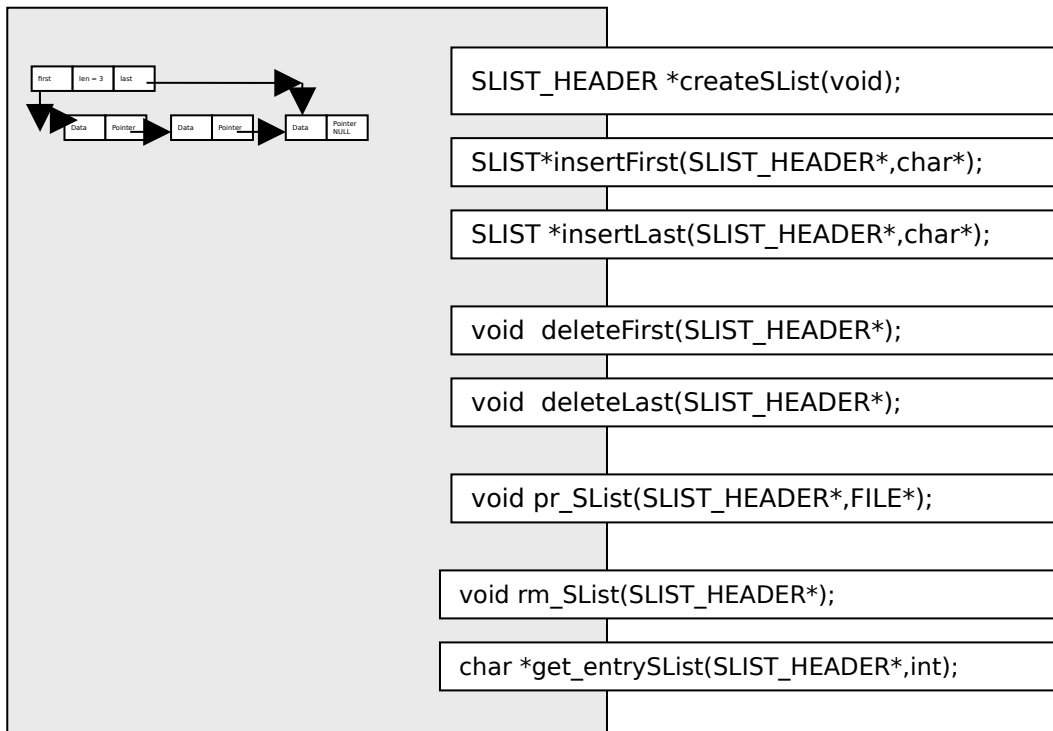 first len = 3 last
Data Pointer Data Pointer Data Pointer
NULL
SLIST_HEADER *createSList(void);
SLIST*insertFirst(SLIST_HEADER*,char*);
SLIST *insertLast(SLIST_HEADER*,char*);
void  deleteFirst(SLIST_HEADER*);
void  deleteLast(SLIST_HEADER*);
void pr_SList(SLIST_HEADER*,FILE*);
void rm_SList(SLIST_HEADER*);
char *get_entrySList(SLIST_HEADER*,int);